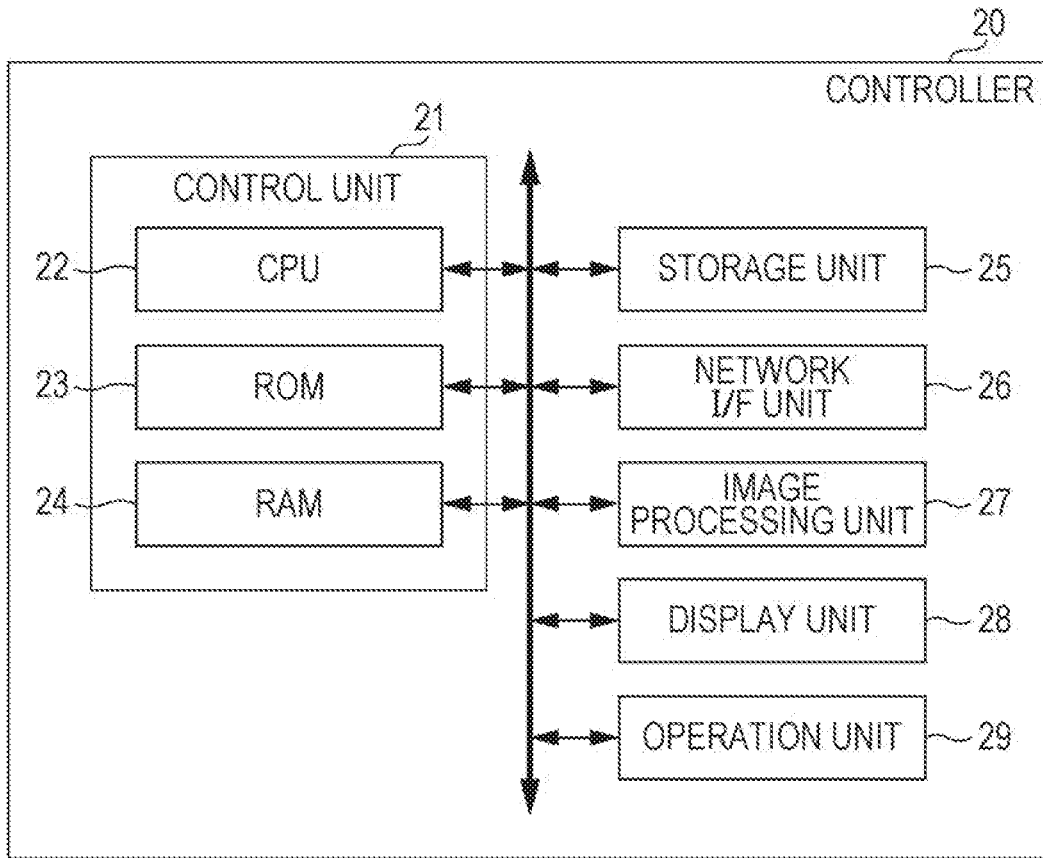 20
CONTROLLER
21
CONTROL UNIT
22
CPU
STORAGE UNIT
25
23
ROM
NETWORK
I/F UNIT
26
24
RAM
IMAGE
PROCESSING UNIT
27
DISPLAY UNIT
28
OPERATION UNIT
29